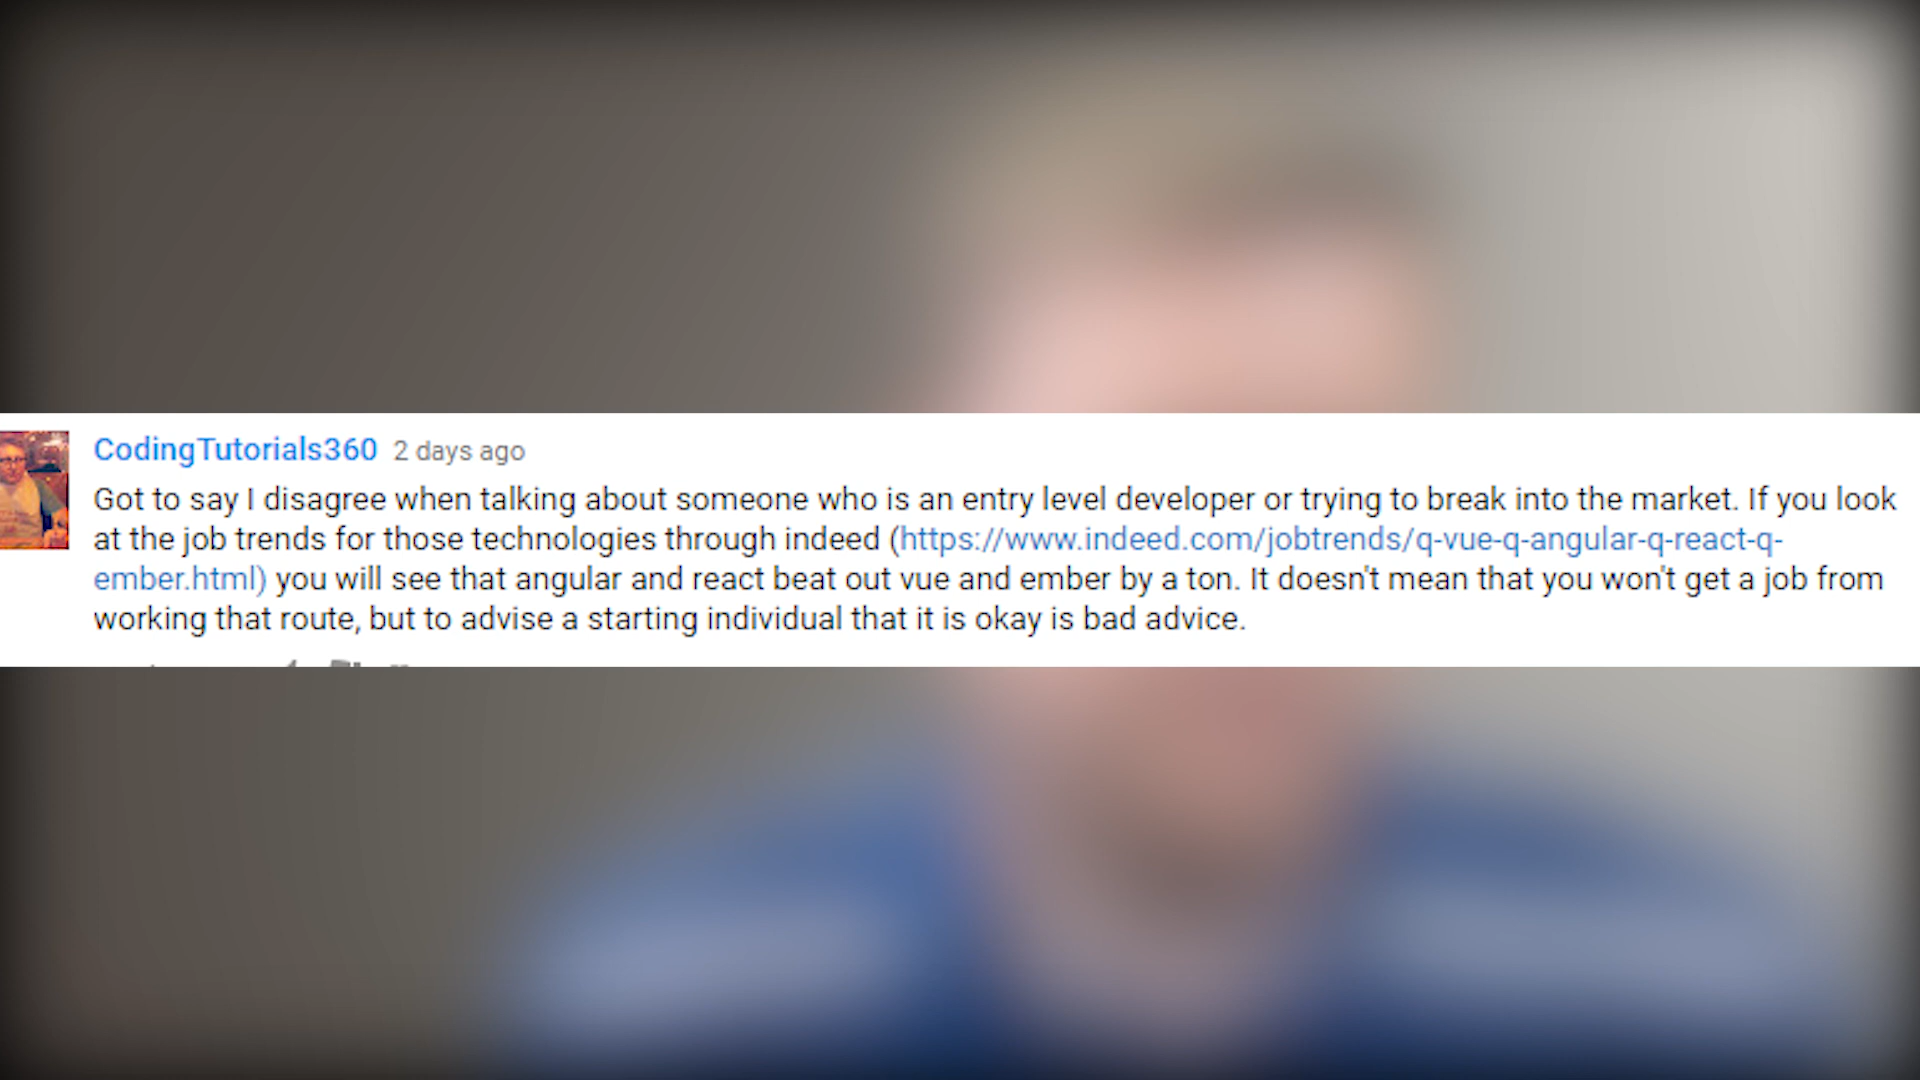 CodingTutorials360 2 days ago
Got to say I disagree when talking about someone who is an entry level developer or trying to break into the market. If you look
at the job trends for those technologies through indeed (https://www.indeed.com/jobtrends/q-vue-q-angular-q-react-q-
ember.html) you will see that angular and react beat out vue and ember by a ton. It doesn't mean that you won't get a job from
working that route, but to advise a starting individual that it is okay is bad advice.